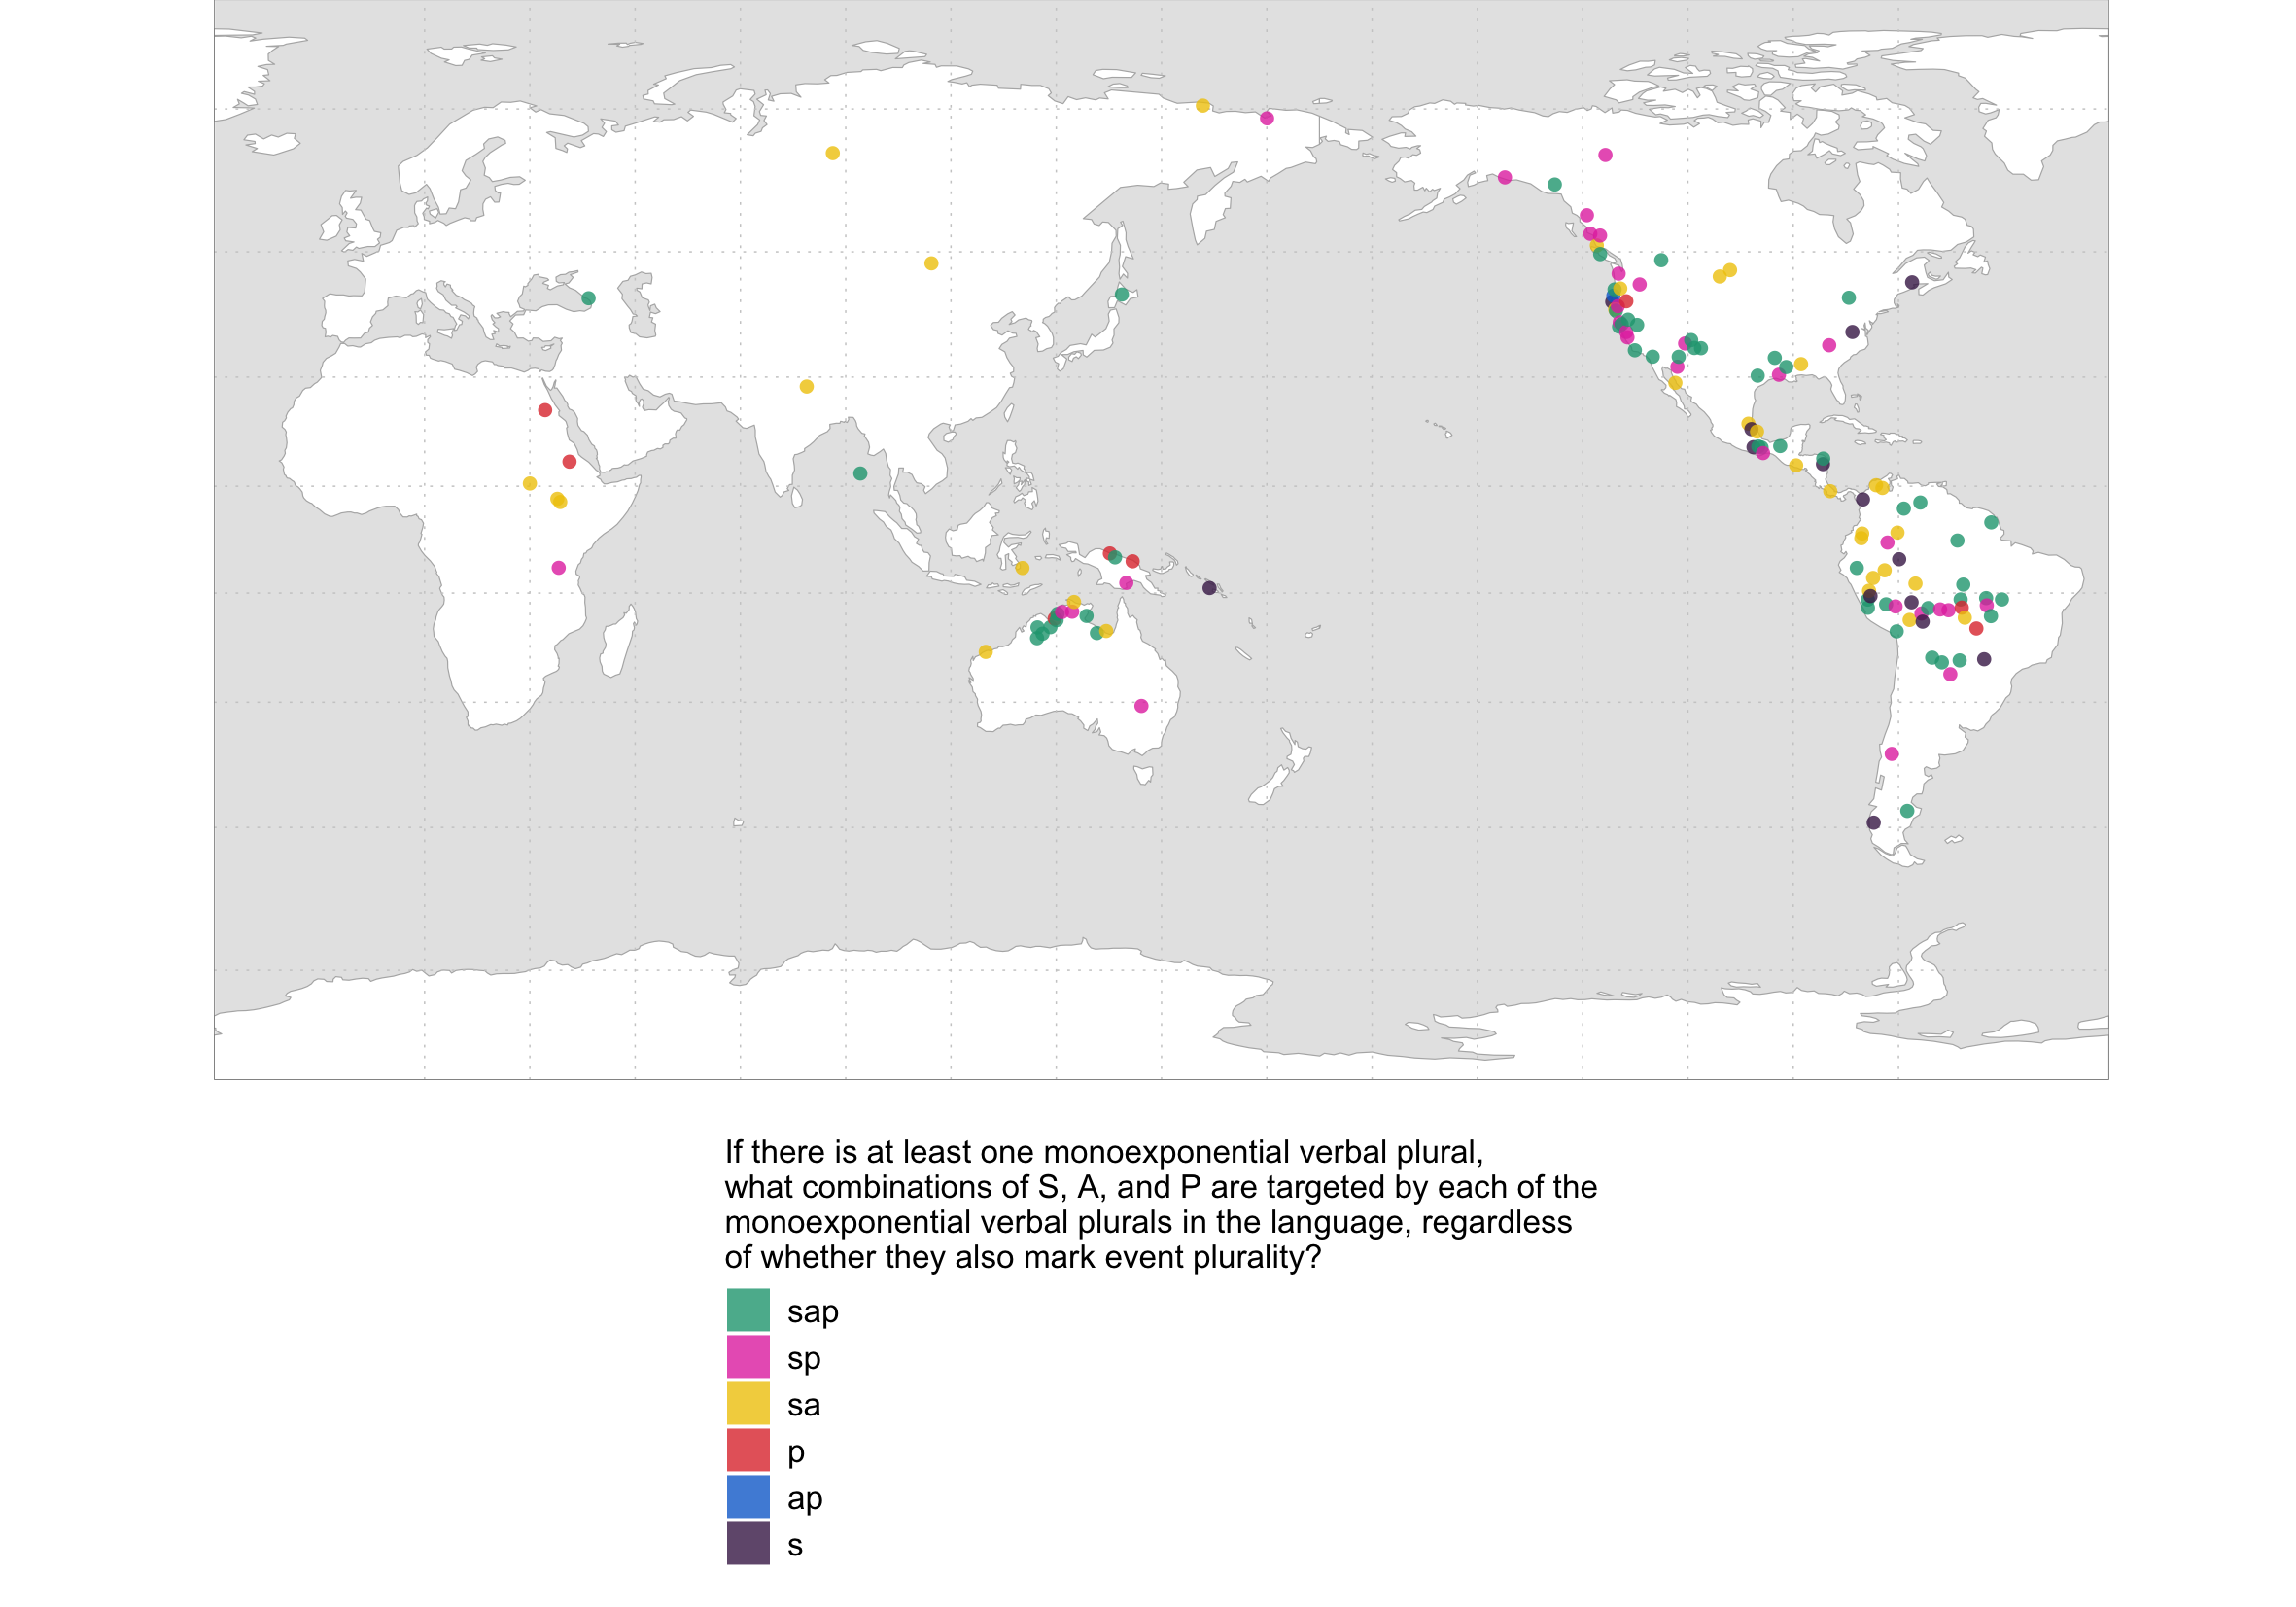 If there is at least one monoexponential verbal plural,
what combinations of S, A, and P are targeted by each of the
monoexponential verbal plurals in the language, regardless
of whether they also mark event plurality?
sap
sp
sa
p
ap
s